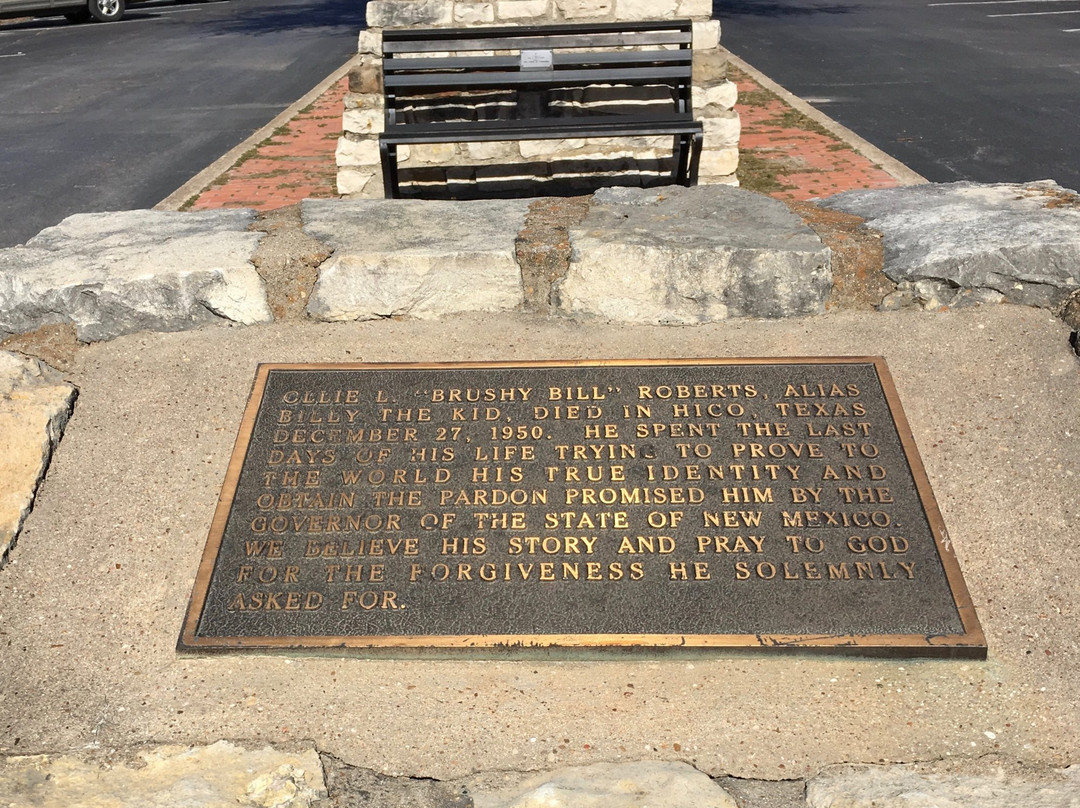 OLLIE L. "BRUSHY BILL" ROBERTS, ALIAS
BILLY THE KID, DIED IN HICO, TEXAS
DECEMBER 27, 1950. HE SPENT THE LAST
DAYS OF HIS LIFE TRYING TO PROVE TO
THE WORLD HIS TRUE IDENTITY AND
OBTAIN THE PARDON PROMISED HIM BY THE
GOVERNOR OF THE STATE OF NEW MEXICO.
WE BELIEVE HIS STORY AND PRAY TO GOD
FOR THE FORGIVENESS HE SOLEMNLY
ASKED FOR.